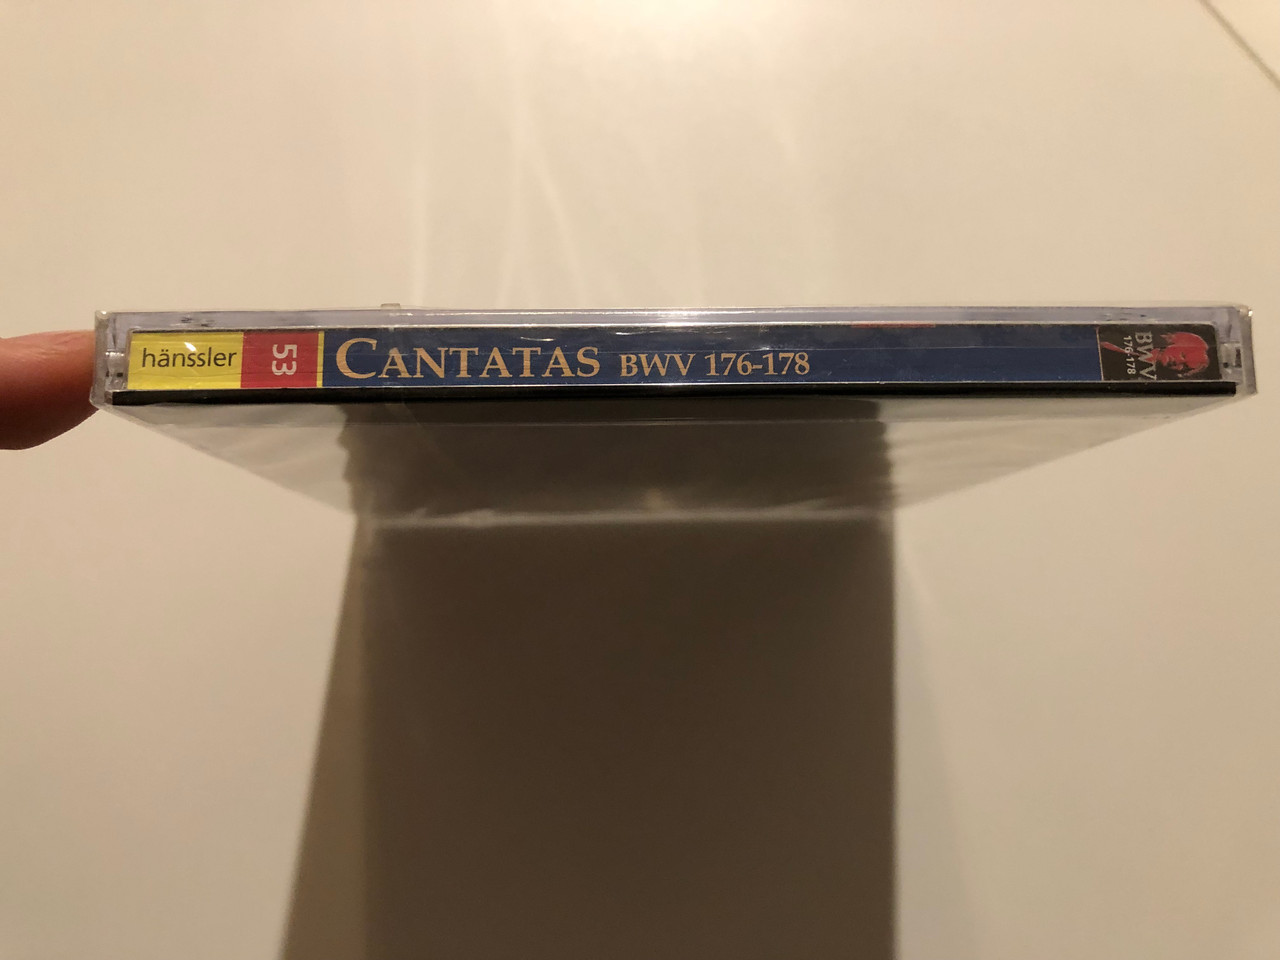 hänssler
53
CANTATAS BWV 176-178
BWV
176-178